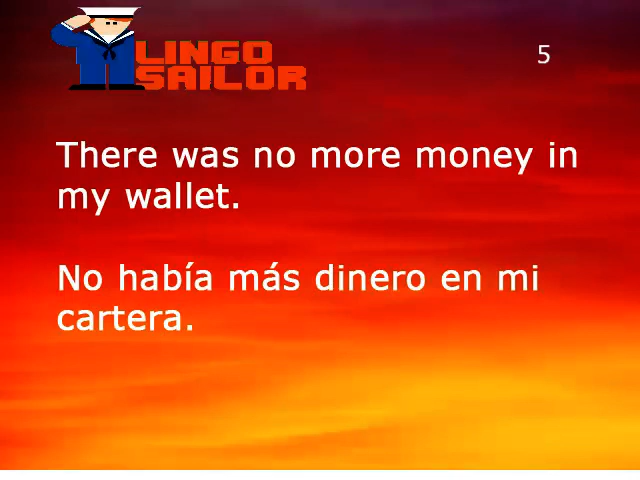 LINGO
SAILOR
5
There was no more money in
my wallet.
No había más dinero en mi
cartera.